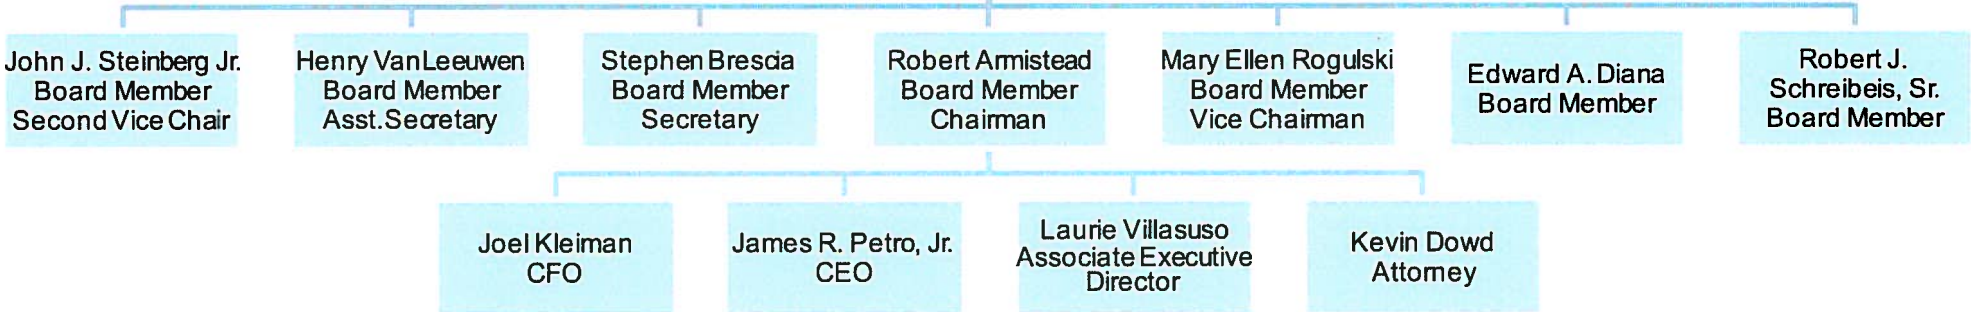 John J. Steinberg Jr.
Board Member
Second Vice Chair
Henry VanLeeuwen
Board Member
Asst.Secretary
Stephen Brescia
Board Member
Secretary
Robert Armistead
Board Member
Chairman
Mary Ellen Rogulski
Board Member
Vice Chairman
Edward A. Diana
Board Member
Robert J.
Schreibeis, Sr.
Board Member
Joel Kleiman
CFO
James R. Petro, Jr.
CEO
Laurie Villasuso
Associate Executive
Director
Kevin Dowd
Attorney